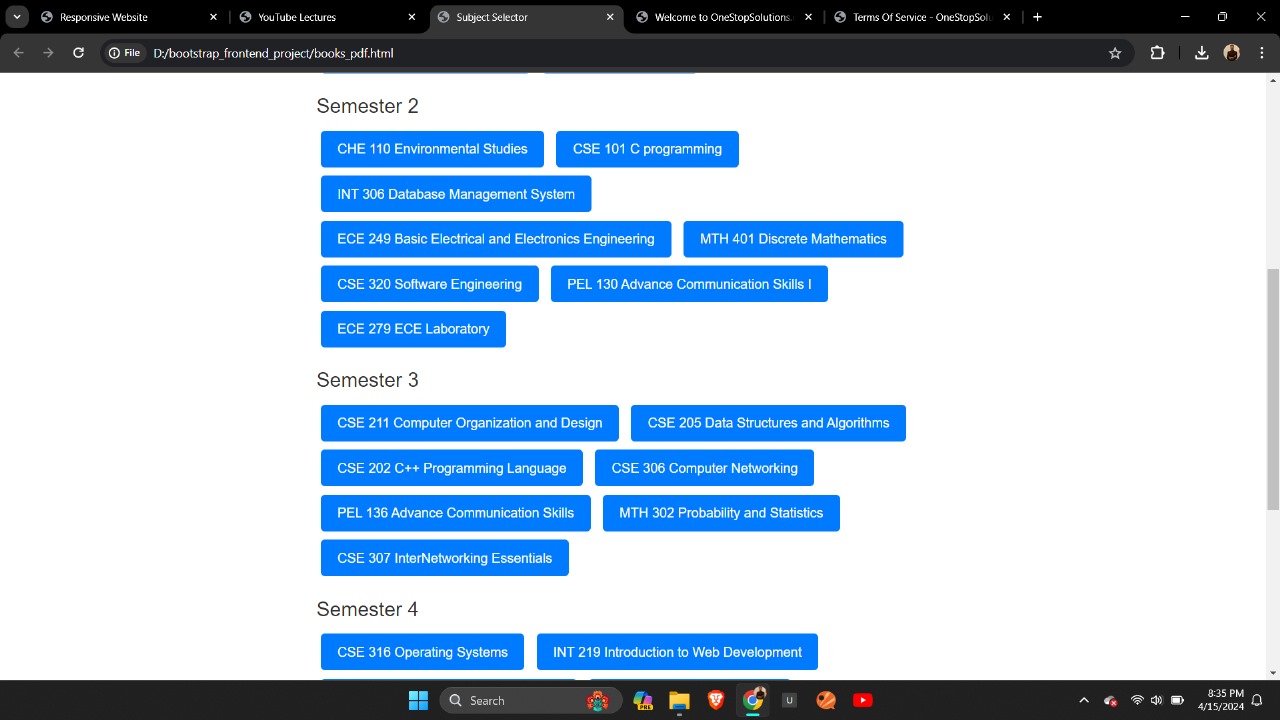 Responsive Website
YouTube Lectures
Subject Selector
Welcome to OneStopSolutions.
Terms Of Service - OneStopSolu
File D:/bootstrap_frontend_project/books_pdf.html
Semester 2
CHE 110 Environmental Studies CSE 101 C programming
INT 306 Database Management System
ECE 249 Basic Electrical and Electronics Engineering MTH 401 Discrete Mathematics
CSE 320 Software Engineering PEL 130 Advance Communication Skills I
ECE 279 ECE Laboratory
Semester 3
CSE 211 Computer Organization and Design CSE 205 Data Structures and Algorithms
CSE 202 C++ Programming Language CSE 306 Computer Networking
PEL 136 Advance Communication Skills MTH 302 Probability and Statistics
CSE 307 InterNetworking Essentials
Semester 4
CSE 316 Operating Systems INT 219 Introduction to Web Development
Search
PRE
U
8:35 PM
4/15/2024